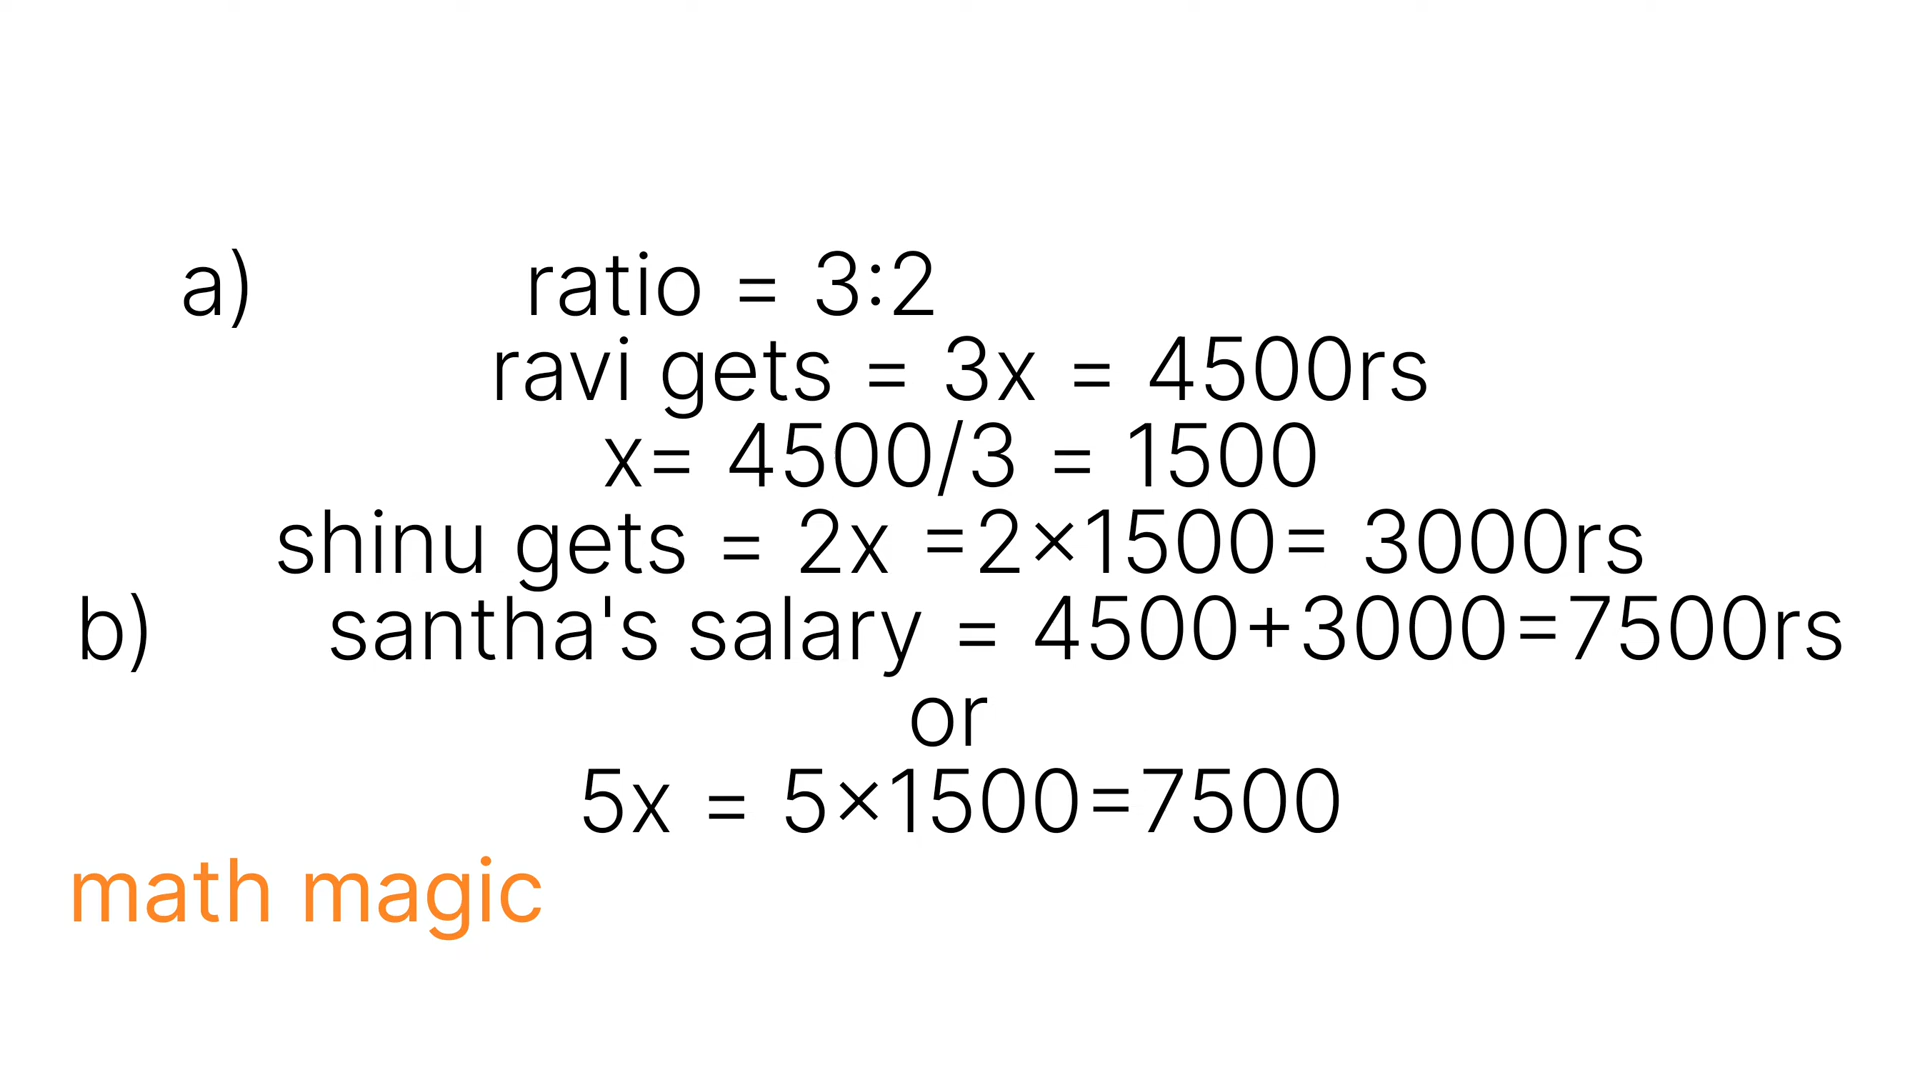 a) ratio = 3:2
ravi gets = 3x = 4500rs
x= 4500/3 = 1500
shinu gets = 2x =2×1500= 3000rs
b) santha's salary = 4500+3000=7500rs
or
5x = 5×1500=7500
math magic